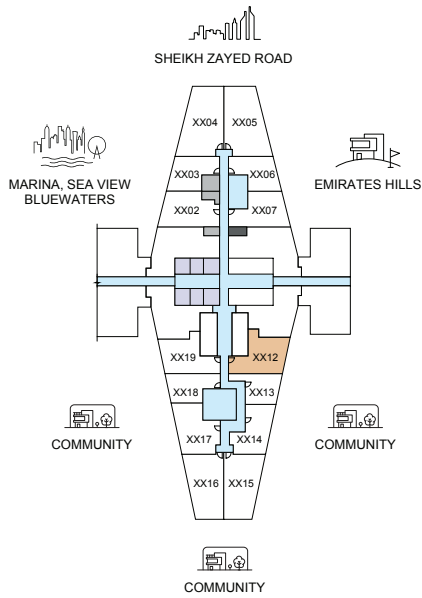 SHEIKH ZAYED ROAD
XX04 XX05
MARINA, SEA VIEW
BLUEWATERS
EMIRATES HILLS
XX03 XX06
XX02 XX07
XX19 XX12
XX18 XX13
COMMUNITY
COMMUNITY
XX17 XX14
XX16 XX15
COMMUNITY